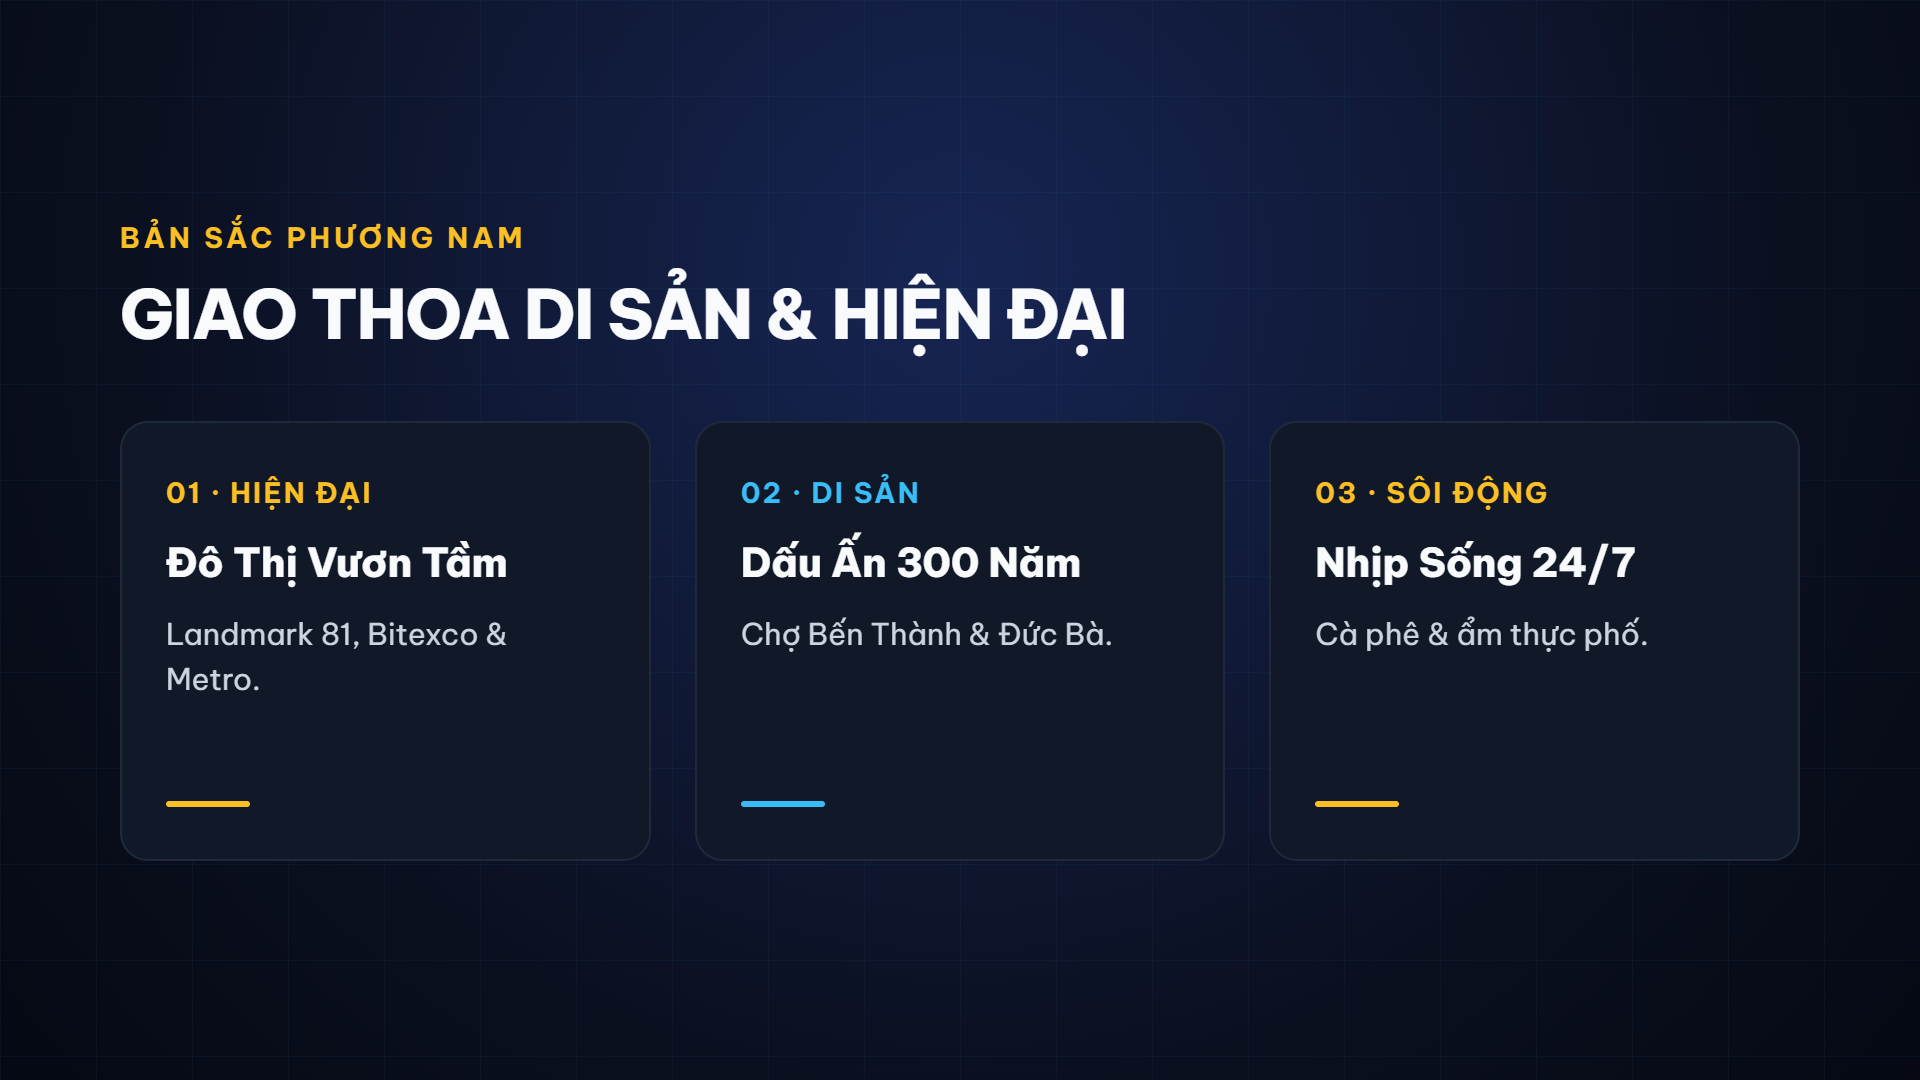 BẢN SẮC PHƯƠNG NAM
GIAO THOA DI SẢN & HIỆN ĐẠI
01 · HIỆN ĐẠI
Đô Thị Vươn Tầm
Landmark 81, Bitexco &
Metro.
02 · DI SẢN
Dấu Ấn 300 Năm
Chợ Bến Thành & Đức Bà.
03 · SÔI ĐỘNG
Nhịp Sống 24/7
Cà phê & ẩm thực phố.